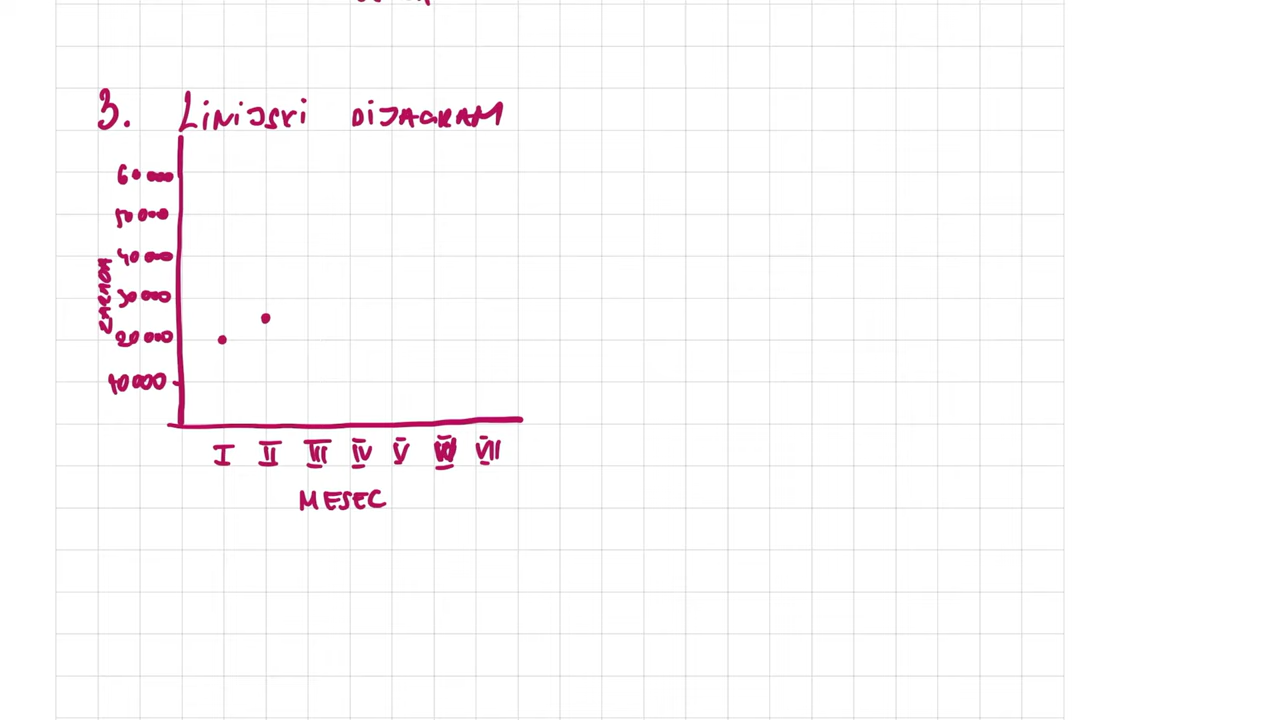 3. LINIJSKI DIJAGRAM
60 000
50 000
40 000
30 000
20 000
10 000
ZARADA
I II III IV V VI VII
MESEC